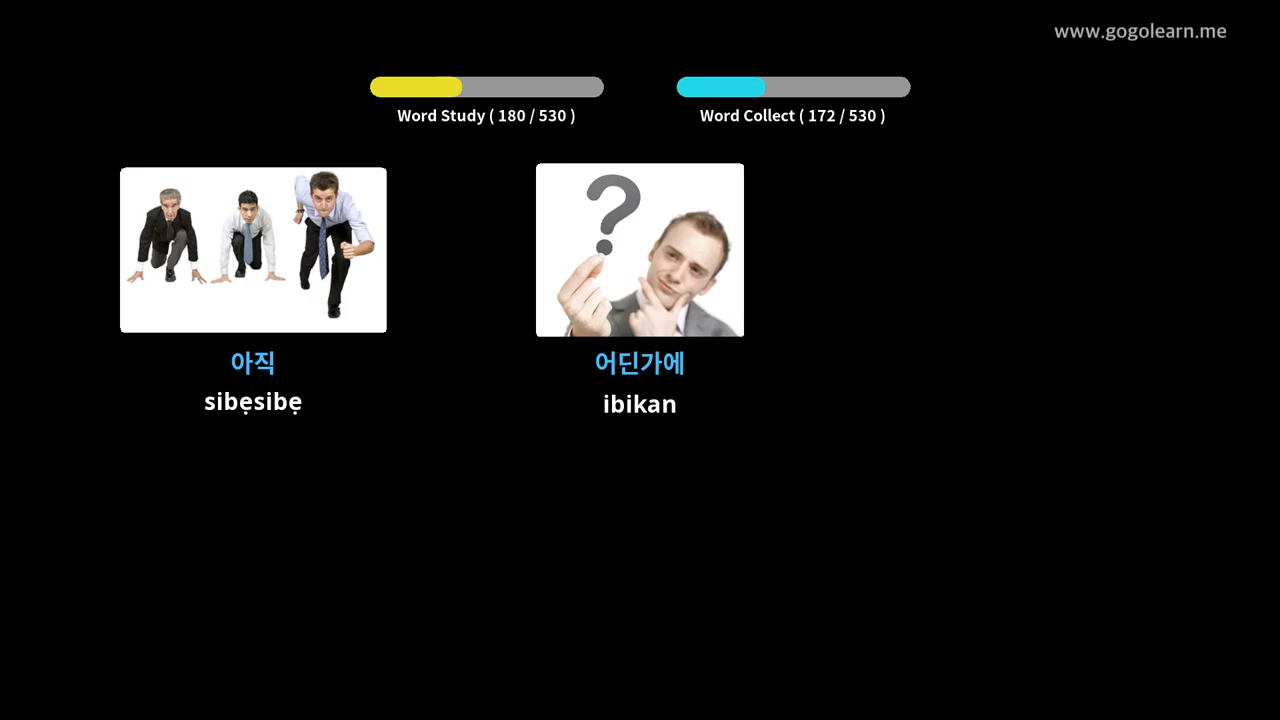 www.gogolearn.me
Word Study ( 180 / 530 )
Word Collect ( 172 / 530 )
아직
sibẹsibẹ
어딘가에
ibikan